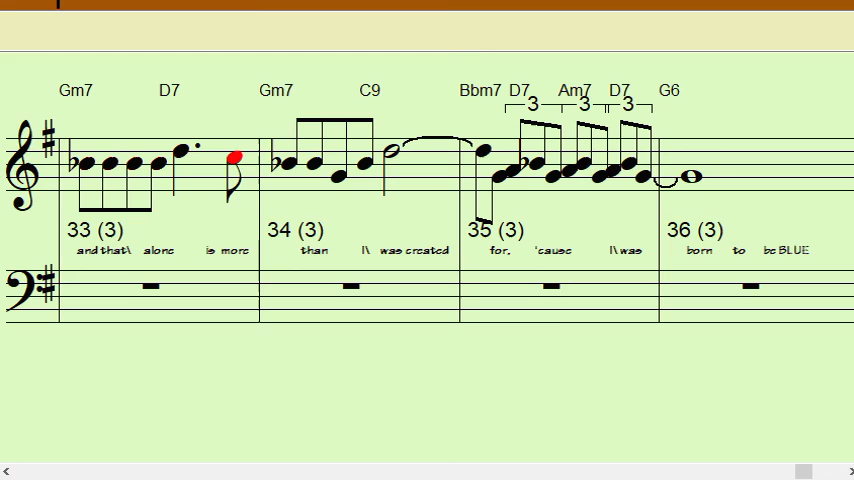 Gm7 D7 Gm7 C9 Bbm7 D7 Am7 D7 G6
3 3 3
33 (3) 34 (3) 35 (3) 36 (3)
and that\ alone is more than I\ was created for, 'cause I\was born to be BLUE